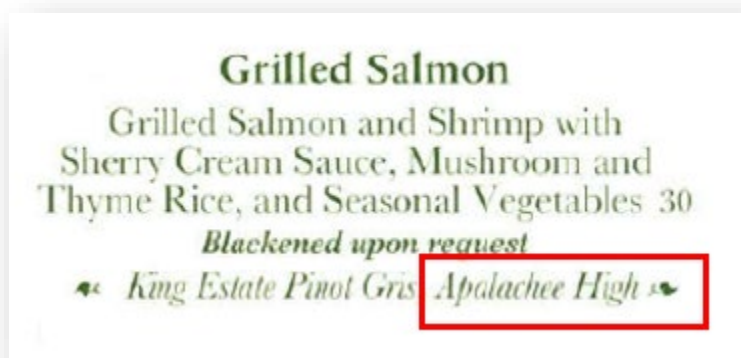 Grilled Salmon
Grilled Salmon and Shrimp with
Sherry Cream Sauce, Mushroom and
Thyme Rice, and Seasonal Vegetables 30
Blackened upon request
King Estate Pinot Gris Apalachee High